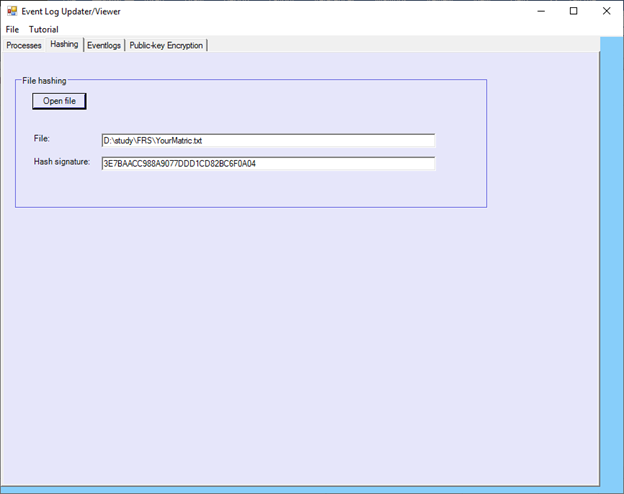 Event Log Updater/Viewer
File Tutorial
Processes Hashing Eventlogs Public-key Encryption
File hashing
Open file
File: D:\study\FRS\YourMatric.txt
Hash signature: 3E7BAACC988A9077DDD1CD82BC6F0A04